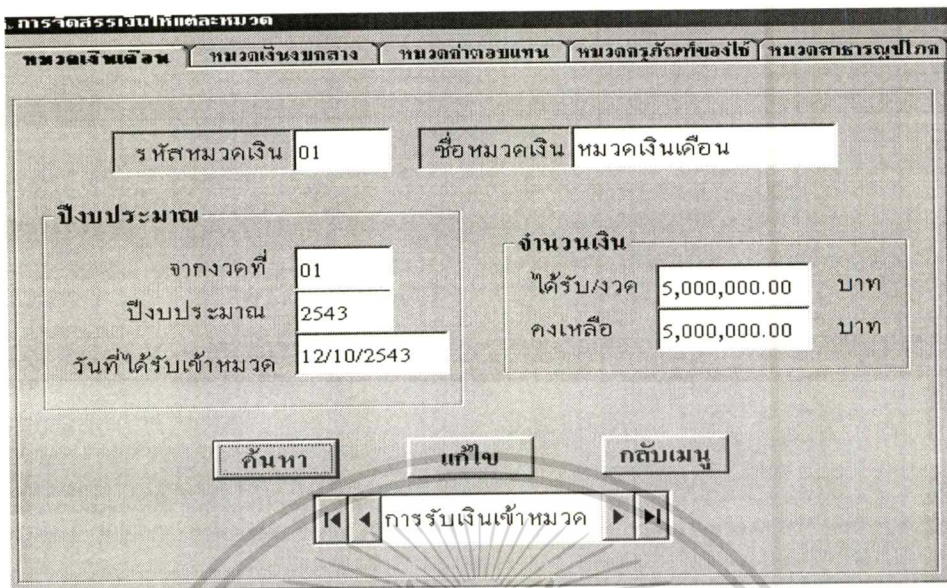 การจัดสรรเงินให้แต่ละหมวด
หมวดเงินเดือน หมวดเงินงบกลาง หมวดค่าตอบแทน หมวดครุภัณฑ์ของใช้ หมวดสาธารณูปโภค
รหัสหมวดเงิน 01 ชื่อหมวดเงิน หมวดเงินเดือน
ปีงบประมาณ
จากงวดที่ 01
ปีงบประมาณ 2543
วันที่ได้รับเข้าหมวด 12/10/2543
จำนวนเงิน
ได้รับ/งวด 5,000,000.00 บาท
คงเหลือ 5,000,000.00 บาท
ค้นหา แก้ไข กลับเมนู
การรับเงินเข้าหมวด